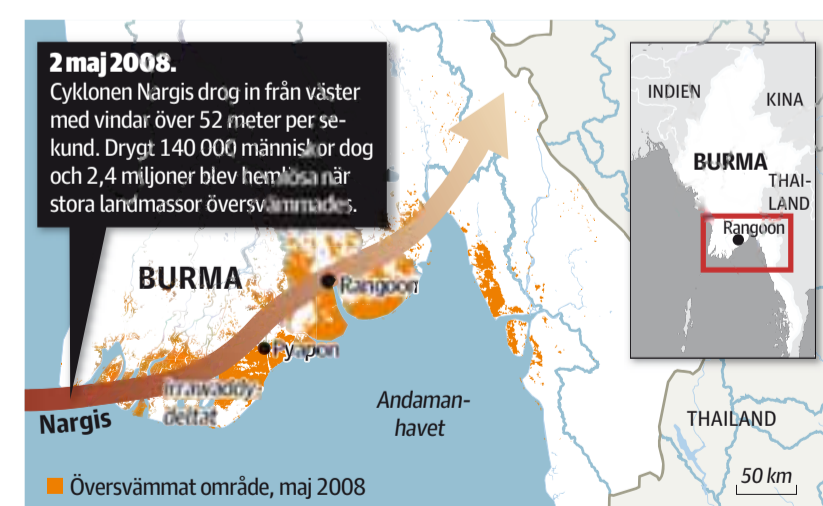 2 maj 2008.
Cyklonen Nargis drog in från väster
med vindar över 52 meter per se-
kund. Drygt 140 000 människor dog
och 2,4 miljoner blev hemlösa när
stora landmassor översvämmades.
INDIEN
KINA
BURMA
THAI-
LAND
Rangoon
BURMA
Rangoon
Pyapon
Irrawaddy-
deltat
Nargis
Andaman-
havet
THAILAND
50 km
Översvämmat område, maj 2008